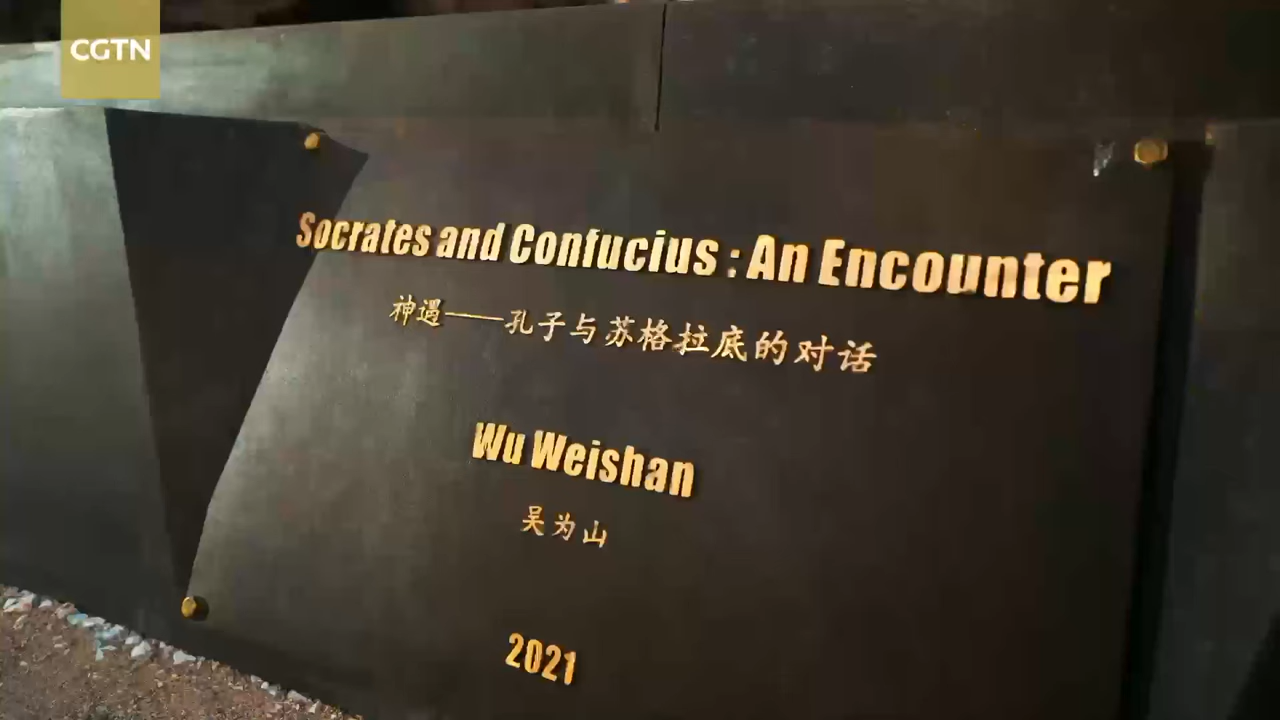 CGTN
Socrates and Confucius : An Encounter
神遇——孔子与苏格拉底的对话
Wu Weishan
吴为山
2021